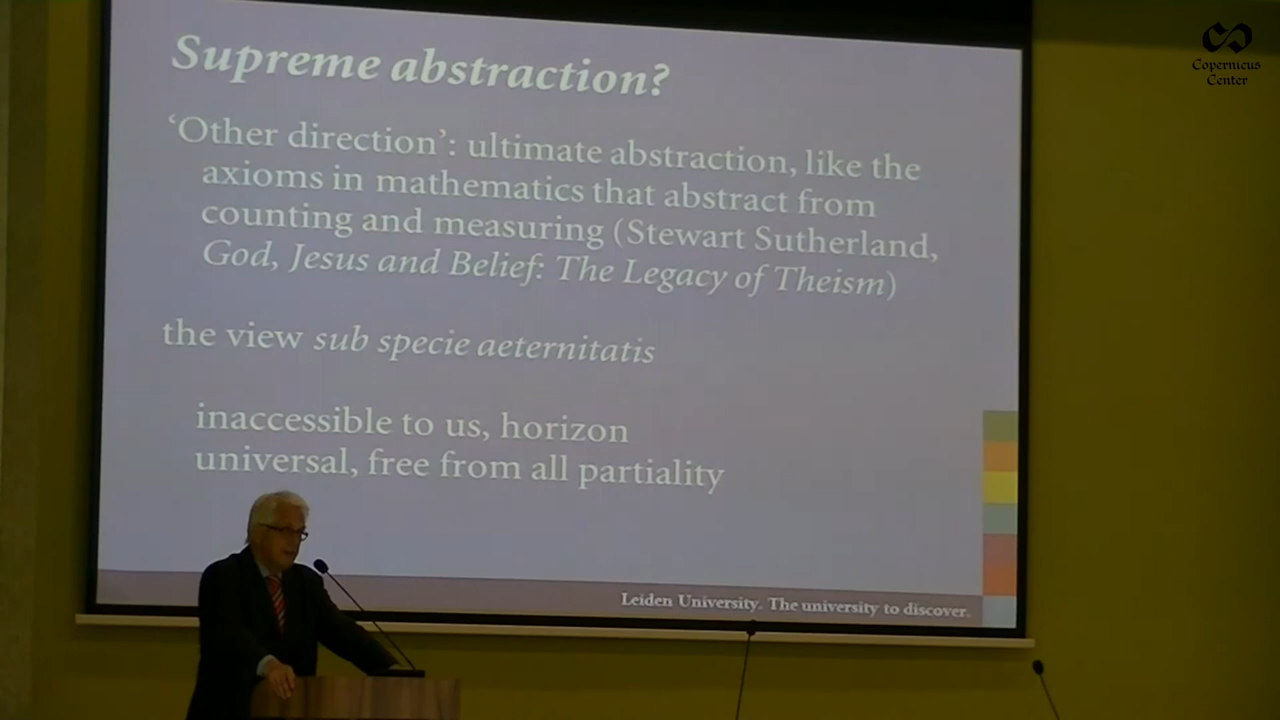 Supreme abstraction?
‘Other direction’: ultimate abstraction, like the
axioms in mathematics that abstract from
counting and measuring (Stewart Sutherland,
God, Jesus and Belief: The Legacy of Theism)
the view sub specie aeternitatis
inaccessible to us, horizon
universal, free from all partiality
Leiden University. The university to discover.
Copernicus
Center